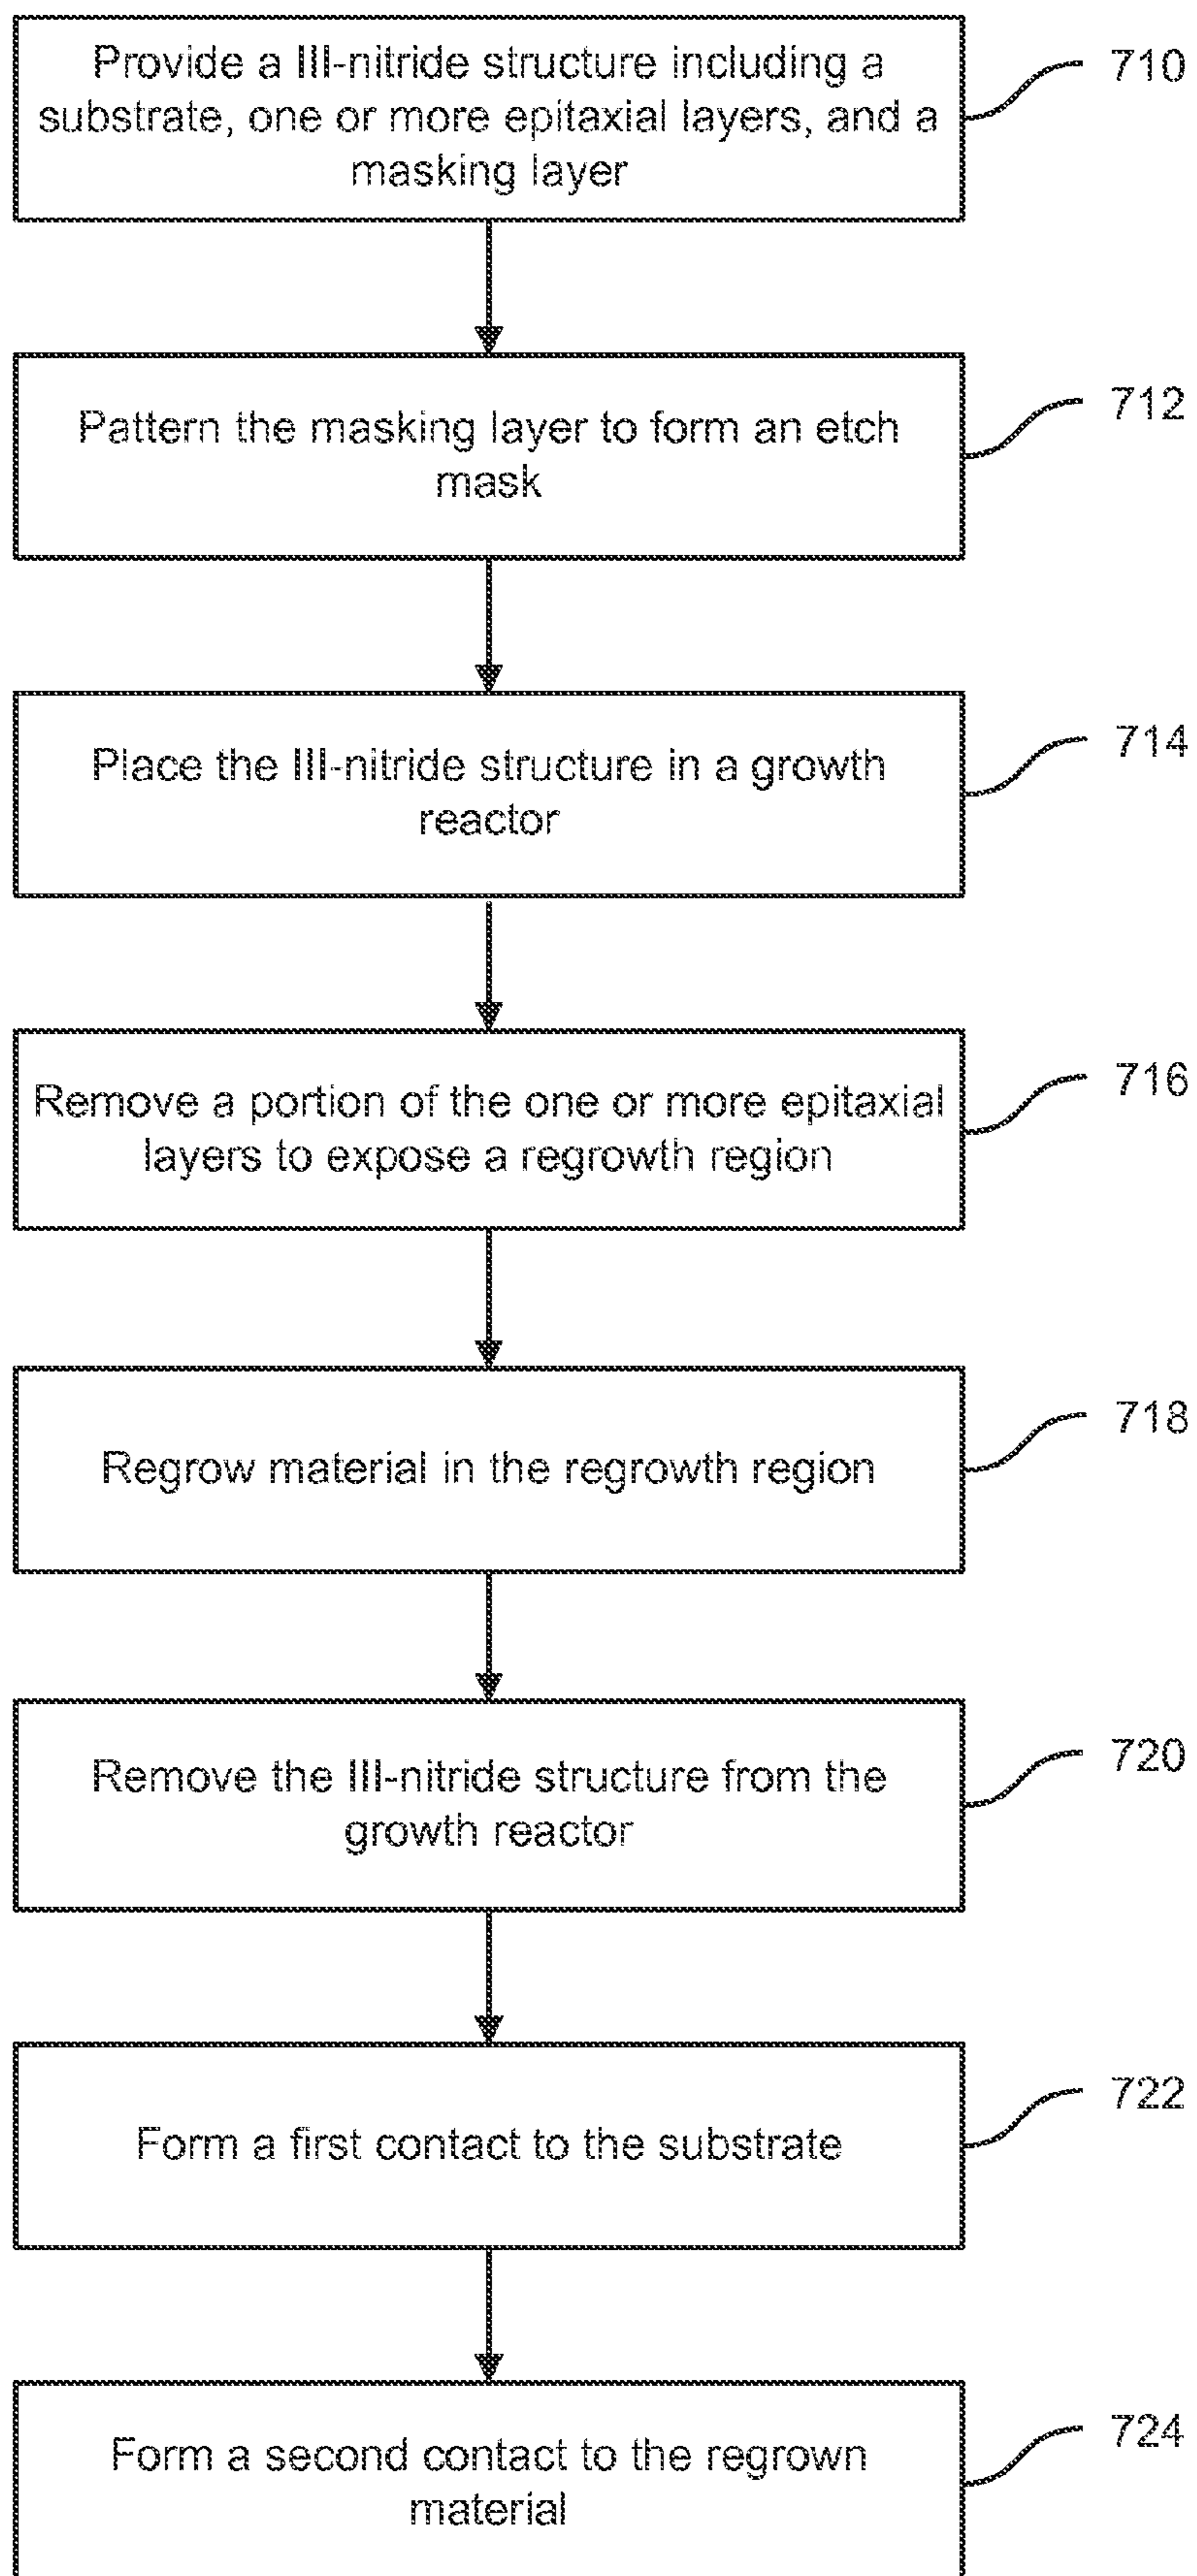 Provide a III-nitride structure including a
substrate, one or more epitaxial layers, and a
masking layer
710
Pattern the masking layer to form an etch
mask
712
Place the III-nitride structure in a growth
reactor
714
Remove a portion of the one or more epitaxial
layers to expose a regrowth region
716
Regrow material in the regrowth region
718
Remove the III-nitride structure from the
growth reactor
720
Form a first contact to the substrate
722
Form a second contact to the regrown
material
724